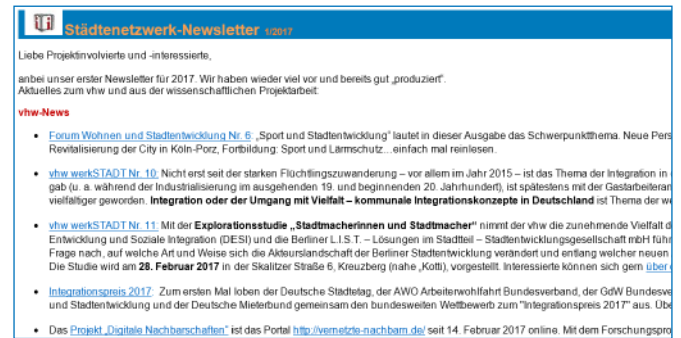 Städtenetzwerk-Newsletter 1/2017
Liebe Projektinvolvierte und -interessierte,
anbei unser erster Newsletter für 2017. Wir haben wieder viel vor und bereits gut „produziert“.
Aktuelles zum vhw und aus der wissenschaftlichen Projektarbeit:
vhw-News
• Forum Wohnen und Stadtentwicklung Nr. 6: „Sport und Stadtentwicklung“ lautet in dieser Ausgabe das Schwerpunktthema. Neue Pers
Revitalisierung der City in Köln-Porz, Fortbildung: Sport und Lärmschutz…einfach mal reinlesen.
• vhw werkSTADT Nr. 10: Nicht erst seit der starken Flüchtlingszuwanderung – vor allem im Jahr 2015 – ist das Thema der Integration in
gab (u. a. während der Industrialisierung im ausgehenden 19. und beginnenden 20. Jahrhundert), ist spätestens mit der Gastarbeiteran
vielfältiger geworden. Integration oder der Umgang mit Vielfalt – kommunale Integrationskonzepte in Deutschland ist Thema der we
• vhw werkSTADT Nr. 11: Mit der Explorationsstudie „Stadtmacherinnen und Stadtmacher“ nimmt der vhw die zunehmende Vielfalt d
Entwicklung und Soziale Integration (DESI) und die Berliner L.I.S.T. – Lösungen im Stadtteil – Stadtentwicklungsgesellschaft mbH führ
Frage nach, auf welche Art und Weise sich die Akteurslandschaft der Berliner Stadtentwicklung verändert und entlang welcher neuen
Die Studie wird am 28. Februar 2017 in der Skalitzer Straße 6, Kreuzberg (nahe „Kotti), vorgestellt. Interessierte können sich gern über
• Integrationspreis 2017: Zum ersten Mal loben der Deutsche Städtetag, der AWO Arbeiterwohlfahrt Bundesverband, der GdW Bundesve
und Stadtentwicklung und der Deutsche Mieterbund gemeinsam den bundesweiten Wettbewerb zum "Integrationspreis 2017" aus. Übe
• Das Projekt „Digitale Nachbarschaften“ ist das Portal http://vernetzte-nachbarn.de/ seit 14. Februar 2017 online. Mit dem Forschungspro